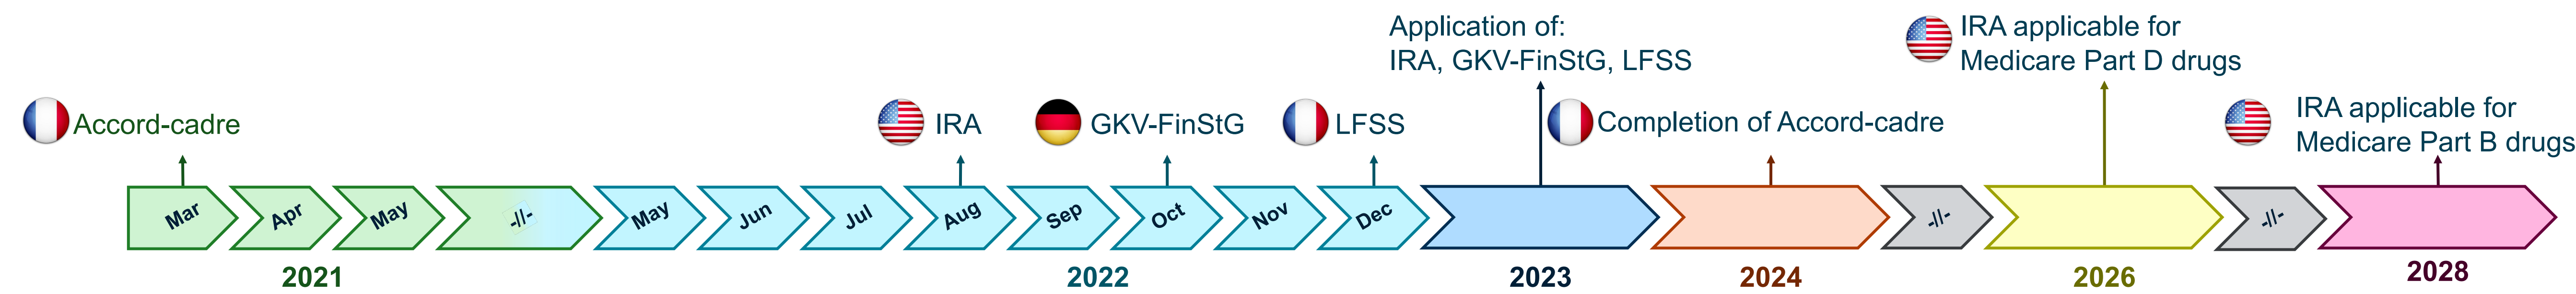 Application of:
IRA, GKV-FinStG, LFSS
IRA applicable for
Medicare Part D drugs
Accord-cadre
IRA
GKV-FinStG
LFSS
Completion of Accord-cadre
IRA applicable for
Medicare Part B drugs
Mar
Apr
May
-//-
May
Jun
Jul
Aug
Sep
Oct
Nov
Dec
-//-
-//-
2021
2022
2023
2024
2026
2028